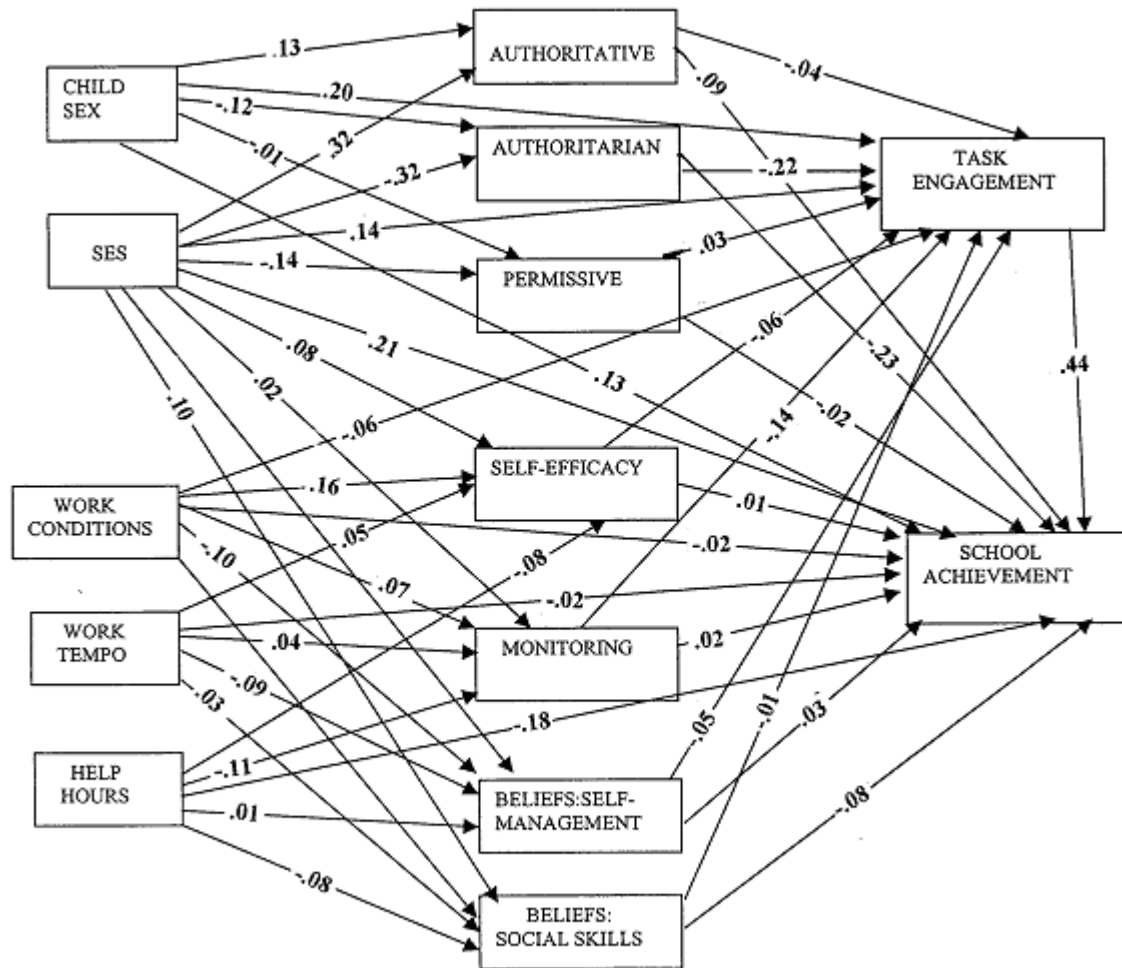 AUTHORITATIVE
.13
-.04
CHILD
SEX
.20
.09
-.12
AUTHORITARIAN
TASK
ENGAGEMENT
-.01
.32
-.32
-.22
SES
.14
.03
-.14
PERMISSIVE
.08
.21
-.06
-.23
.02
.13
-.02
.44
.10
-.06
-.14
SELF-EFFICACY
.16
.01
WORK
CONDITIONS
.05
-.02
SCHOOL
ACHIEVEMENT
-.10
-.08
.07
-.02
WORK
TEMPO
.04
MONITORING
.02
-.09
.03
-.18
.05
-.01
.03
HELP
HOURS
-.11
.01
BELIEFS:SELF-
MANAGEMENT
-.08
-.08
BELIEFS:
SOCIAL SKILLS